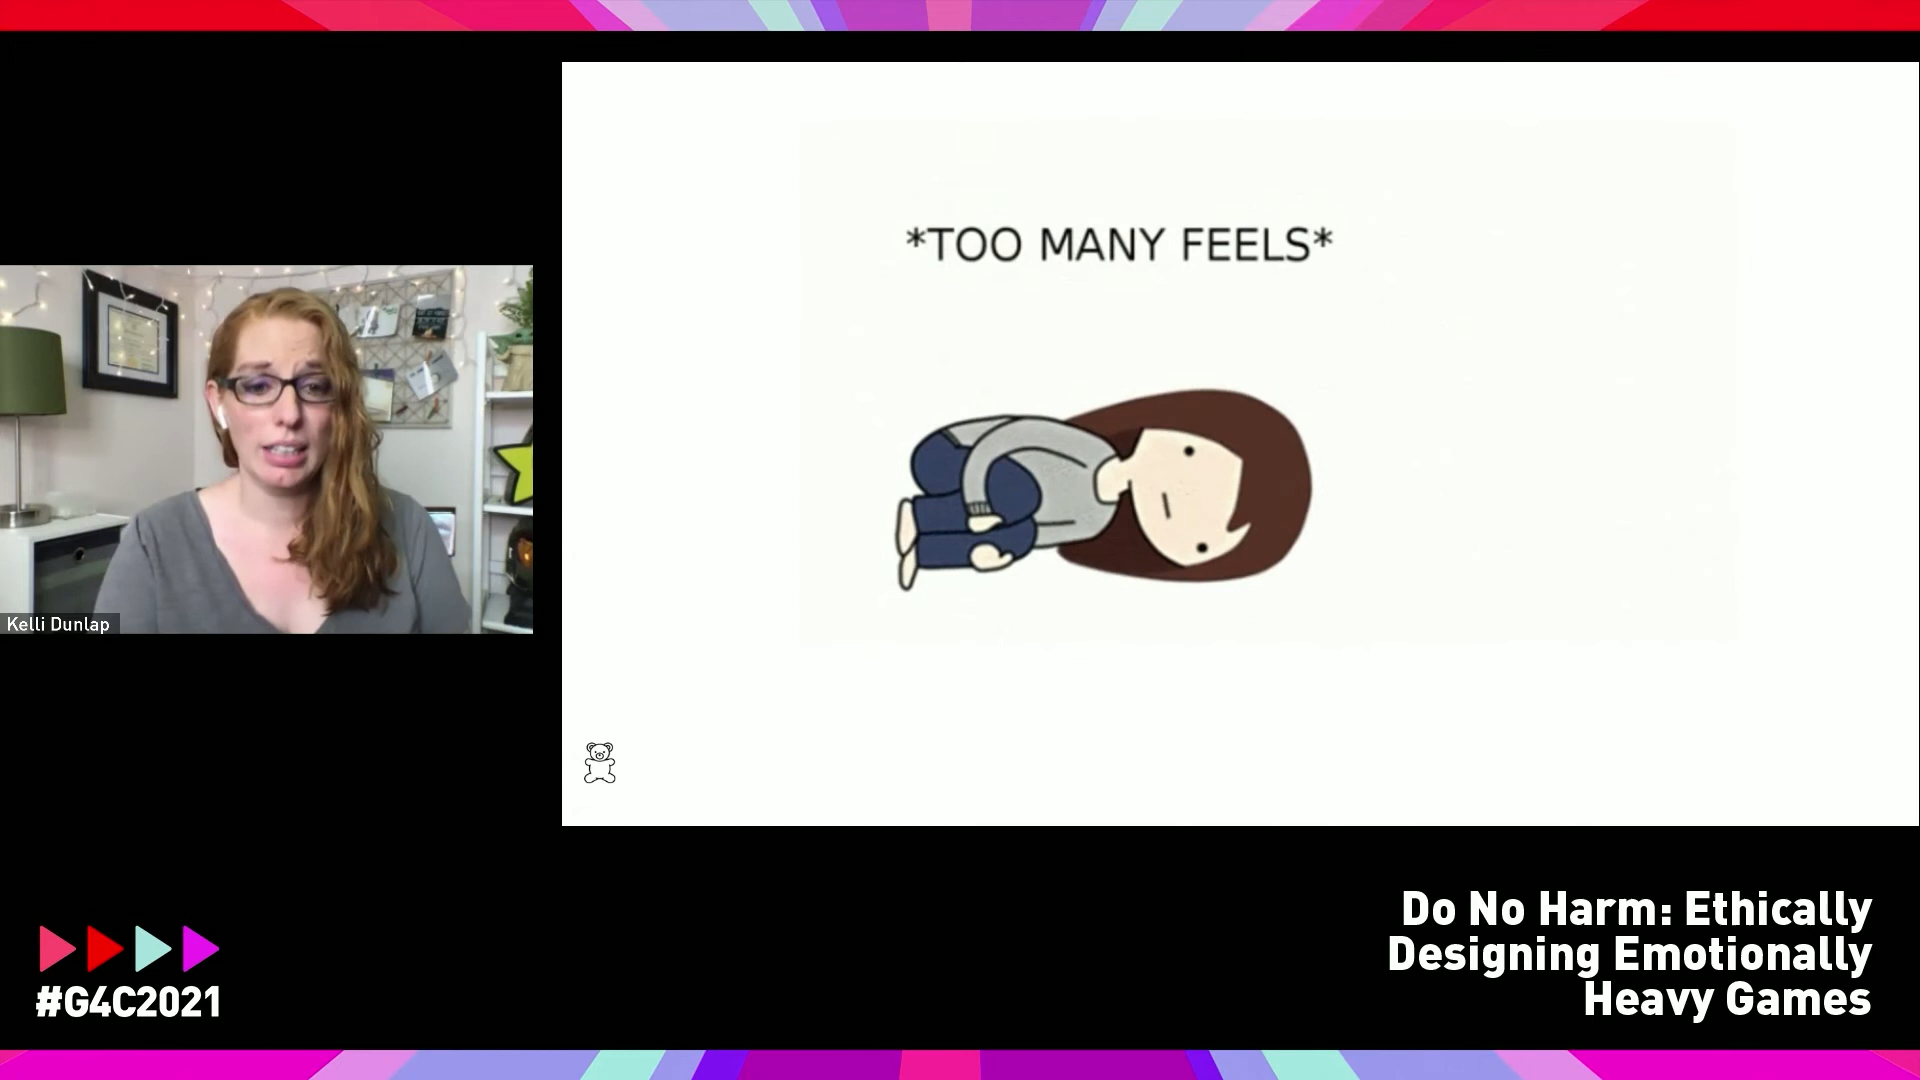 *TOO MANY FEELS*
Kelli Dunlap
#G4C2021
Do No Harm: Ethically
Designing Emotionally
Heavy Games